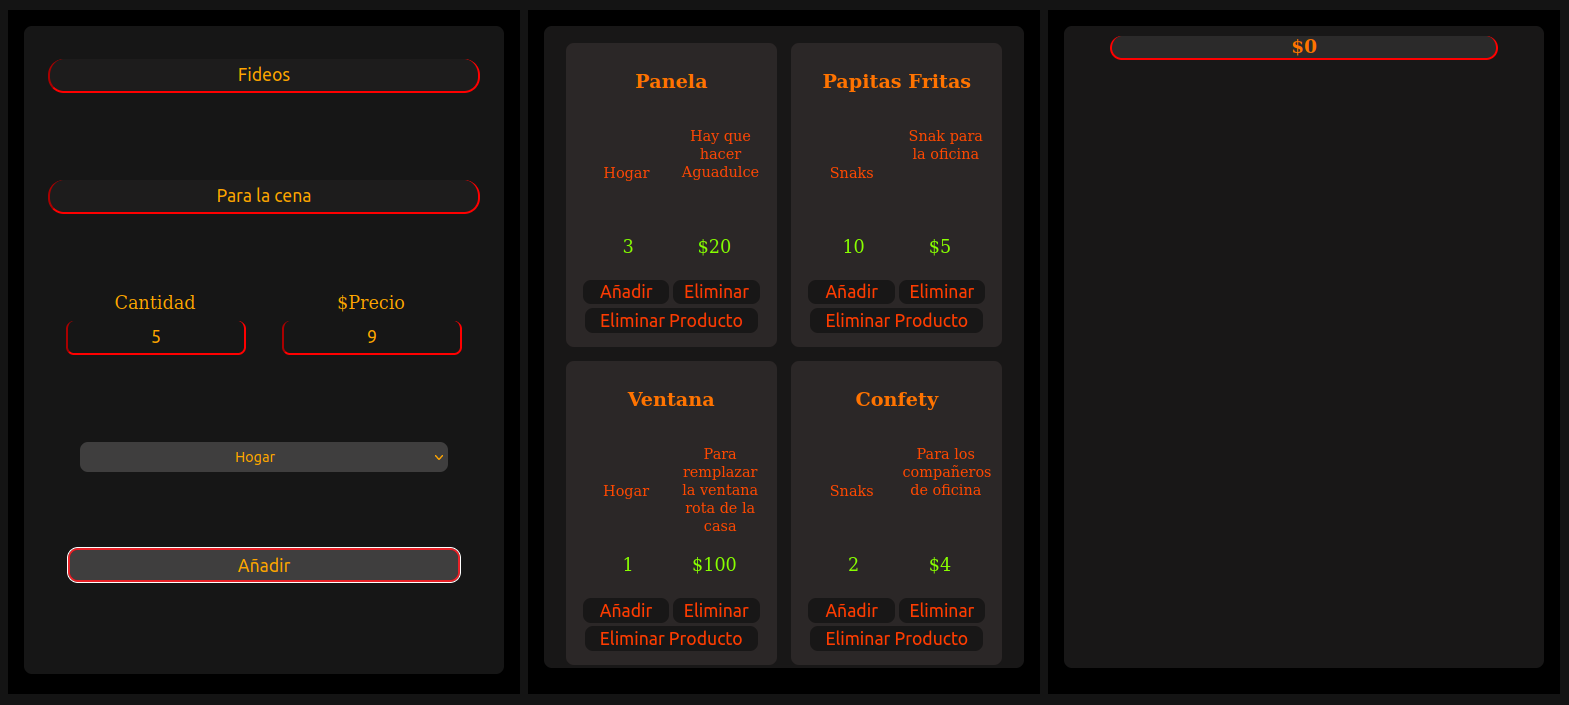 Fideos
Para la cena
Cantidad
$Precio
5
9
Hogar
Añadir
Panela
Hogar
Hay que
hacer
Aguadulce
3
$20
Añadir
Eliminar
Eliminar Producto
Papitas Fritas
Snaks
Snak para
la oficina
10
$5
Añadir
Eliminar
Eliminar Producto
Ventana
Hogar
Para
remplazar
la ventana
rota de la
casa
1
$100
Añadir
Eliminar
Eliminar Producto
Confety
Snaks
Para los
compañeros
de oficina
2
$4
Añadir
Eliminar
Eliminar Producto
$0